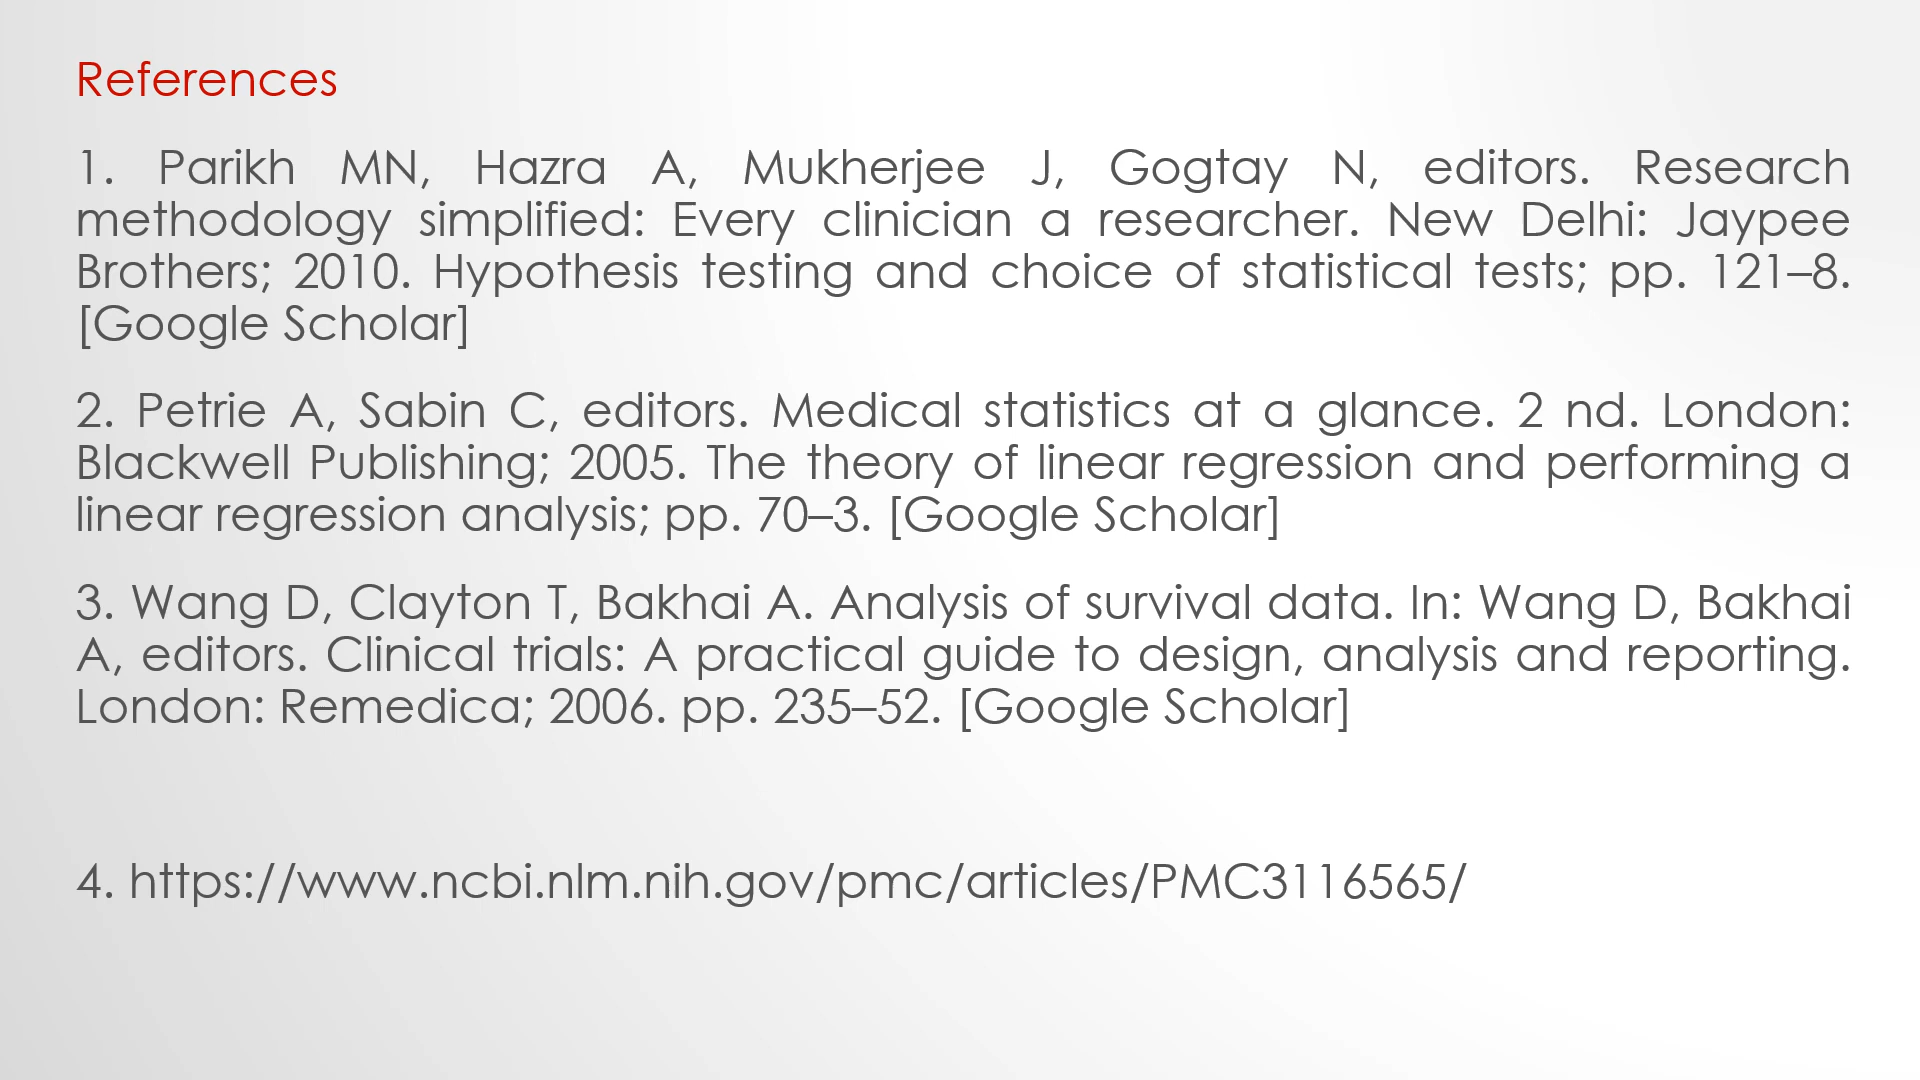 References
1. Parikh MN, Hazra A, Mukherjee J, Gogtay N, editors. Research
methodology simplified: Every clinician a researcher. New Delhi: Jaypee
Brothers; 2010. Hypothesis testing and choice of statistical tests; pp. 121–8.
[Google Scholar]
2. Petrie A, Sabin C, editors. Medical statistics at a glance. 2 nd. London:
Blackwell Publishing; 2005. The theory of linear regression and performing a
linear regression analysis; pp. 70–3. [Google Scholar]
3. Wang D, Clayton T, Bakhai A. Analysis of survival data. In: Wang D, Bakhai
A, editors. Clinical trials: A practical guide to design, analysis and reporting.
London: Remedica; 2006. pp. 235–52. [Google Scholar]
4. https://www.ncbi.nlm.nih.gov/pmc/articles/PMC3116565/